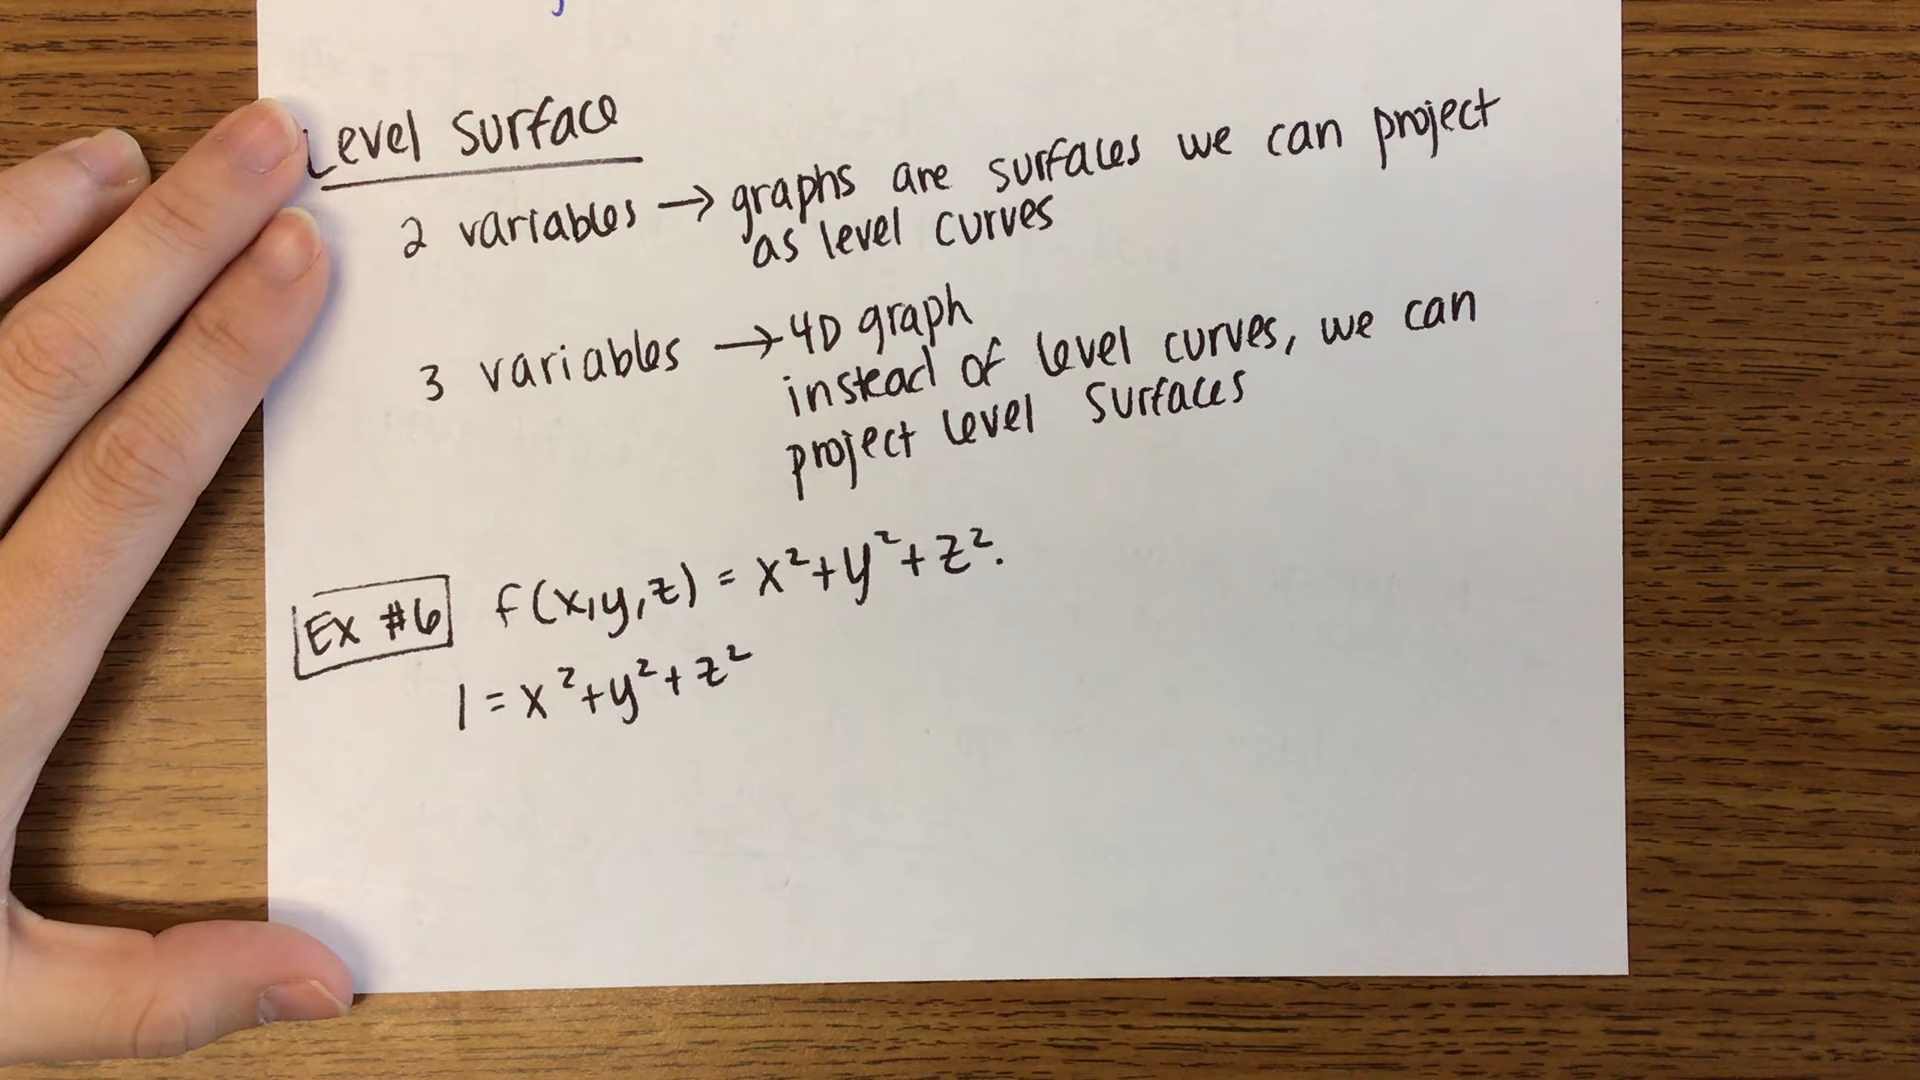 Level Surface
2 variables → graphs are surfaces we can project
as level curves
3 variables → 4D graph
instead of level curves, we can
project level surfaces
Ex #6 f(x,y,z) = x²+y²+z².
1 = x²+y²+z²